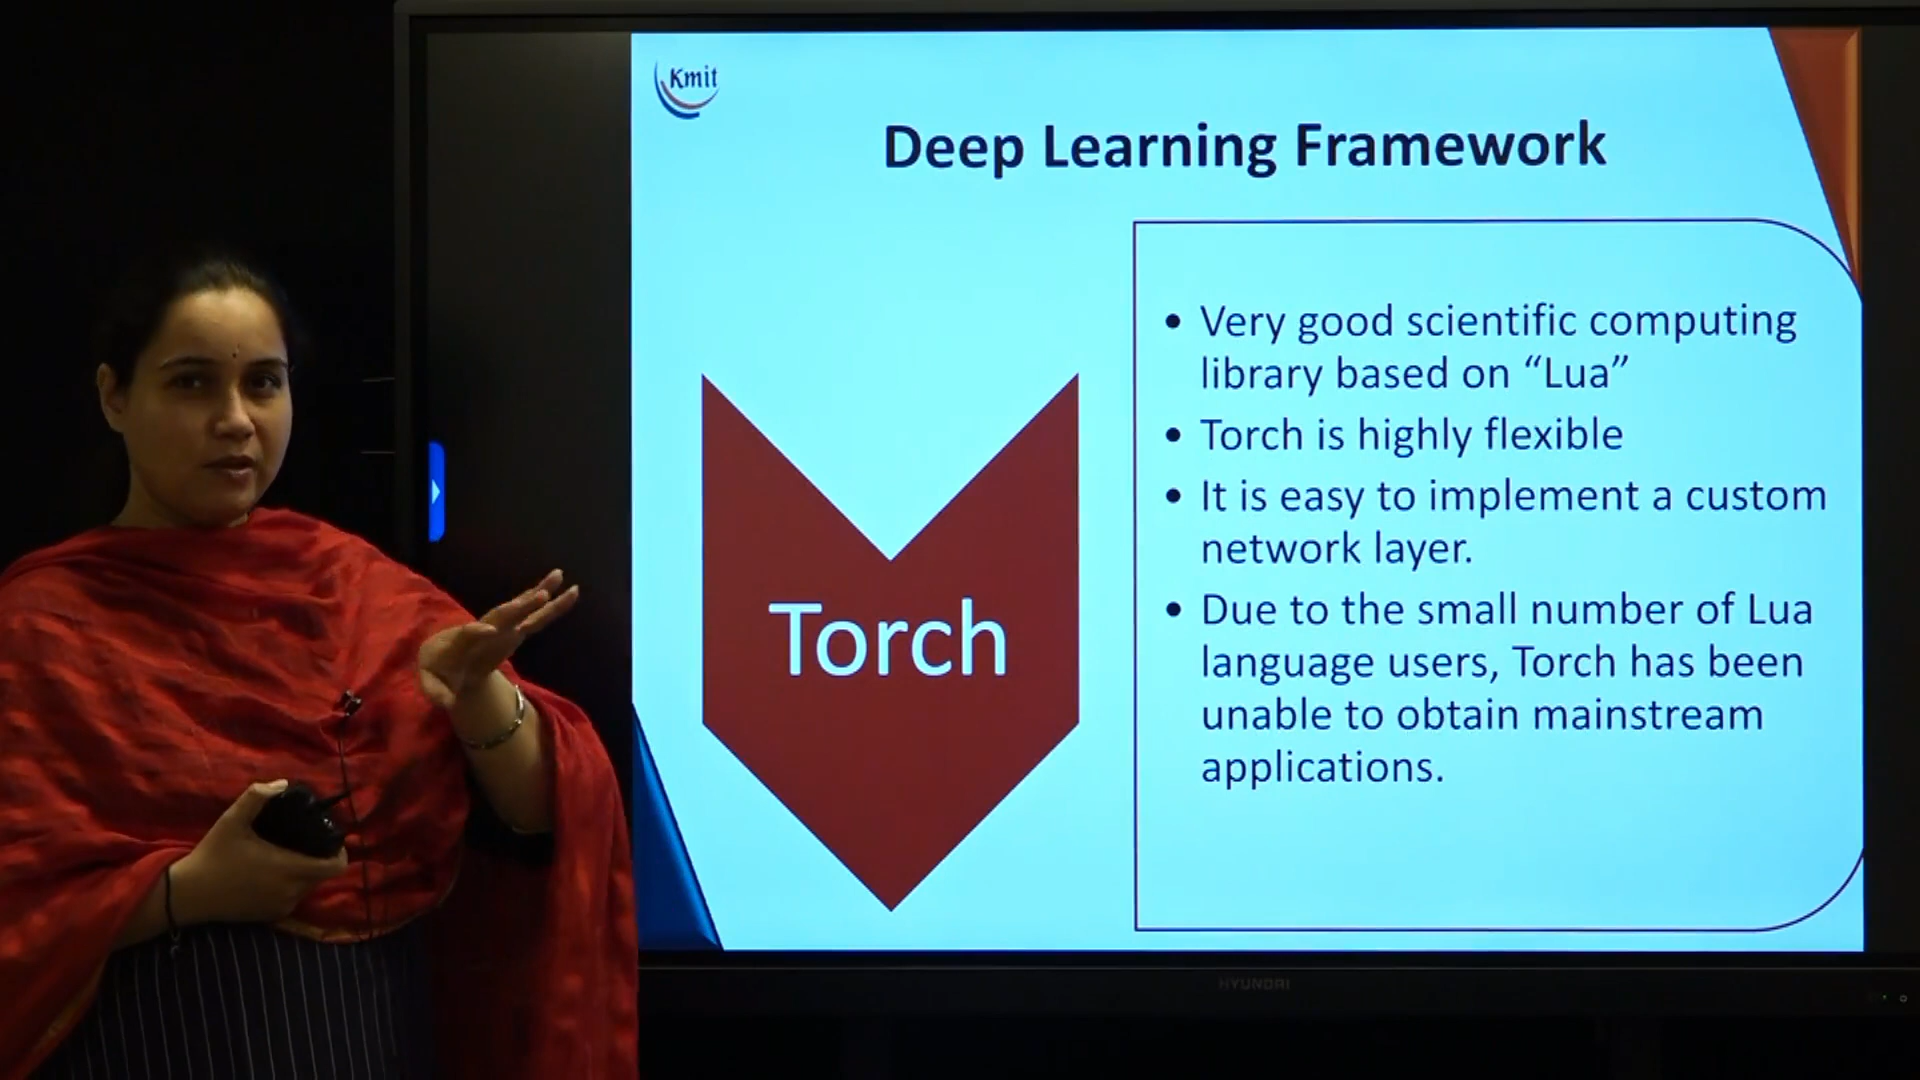 Kmit
Deep Learning Framework
• Very good scientific computing
library based on “Lua”
• Torch is highly flexible
• It is easy to implement a custom
network layer.
• Due to the small number of Lua
language users, Torch has been
unable to obtain mainstream
applications.
Torch
HYUNDAI